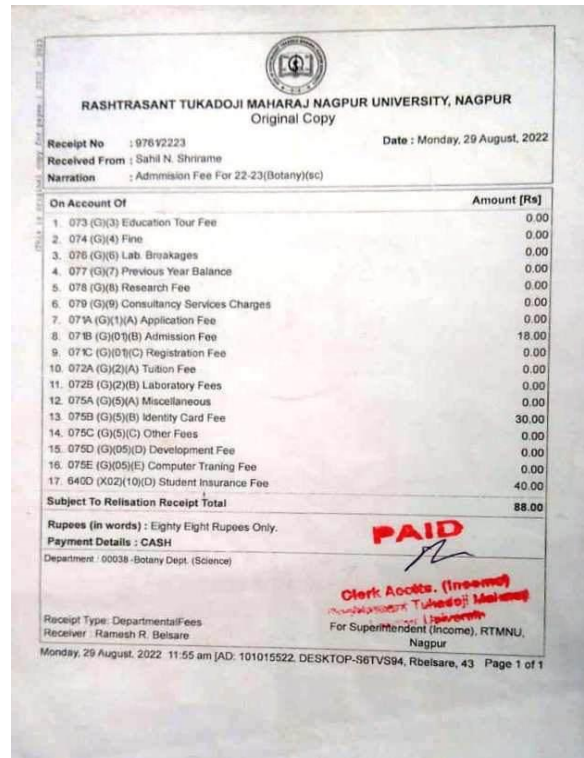 RASHTRASANT TUKADOJI MAHARAJ NAGPUR UNIVERSITY, NAGPUR
Original Copy
Receipt No : 97612223 Date : Monday, 29 August, 2022
Received From : Sahil N. Shrirame
Narration : Admmision Fee For 22-23(Botany)(sc)
On Account Of Amount [Rs]
1. 073 (G)(3) Education Tour Fee 0.00
2. 074 (G)(4) Fine 0.00
3. 076 (G)(6) Lab. Breakages 0.00
4. 077 (G)(7) Previous Year Balance 0.00
5. 078 (G)(8) Research Fee 0.00
6. 079 (G)(9) Consultancy Services Charges 0.00
7. 071A (G)(1)(A) Application Fee 0.00
8. 071B (G)(01)(B) Admission Fee 18.00
9. 071C (G)(01)(C) Registration Fee 0.00
10. 072A (G)(2)(A) Tuition Fee 0.00
11. 072B (G)(2)(B) Laboratory Fees 0.00
12. 075A (G)(5)(A) Miscellaneous 0.00
13. 075B (G)(5)(B) Identity Card Fee 30.00
14. 075C (G)(5)(C) Other Fees 0.00
15. 075D (G)(05)(D) Development Fee 0.00
16. 075E (G)(05)(E) Computer Traning Fee 0.00
17. 640D (X02)(10)(D) Student Insurance Fee 40.00
Subject To Relisation Receipt Total 88.00
Rupees (in words) : Eighty Eight Rupees Only.
Payment Details : CASH
PAID
Department : 00038 -Botany Dept. (Science)
Clerk Accts. (Income)
Tukadoji
Receipt Type: DepartmentalFees
Receiver : Ramesh R. Belsare
For Superintendent (Income), RTMNU,
Nagpur
Monday, 29 August, 2022 11:55 am [AD: 101015522, DESKTOP-S6TVS94, Rbelsare, 43 Page 1 of 1